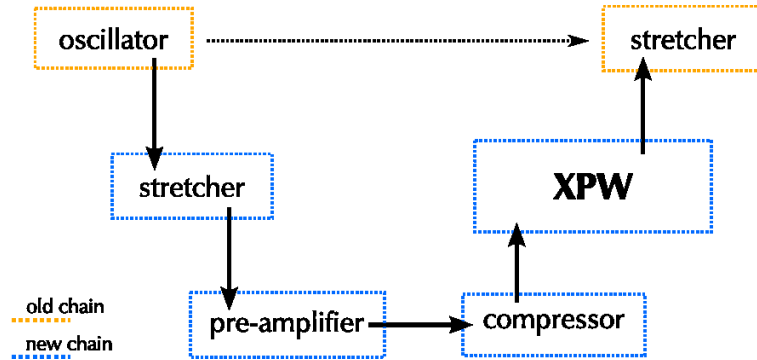 oscillator
stretcher
XPW
stretcher
pre-amplifier
compressor
old chain
new chain